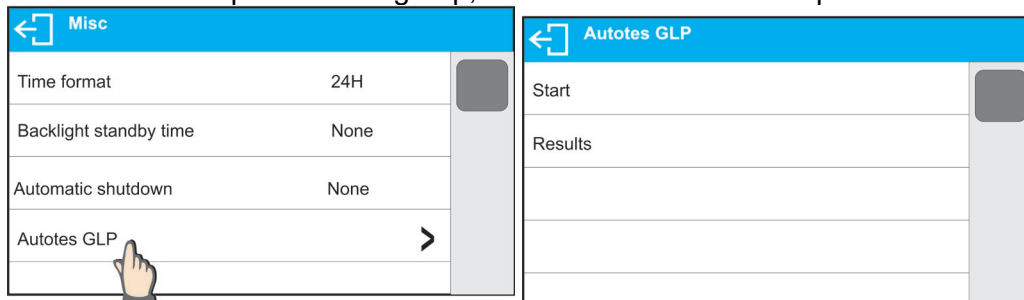 Misc
Time format 24H
Backlight standby time None
Automatic shutdown None
Autotes GLP >
Autotes GLP
Start
Results